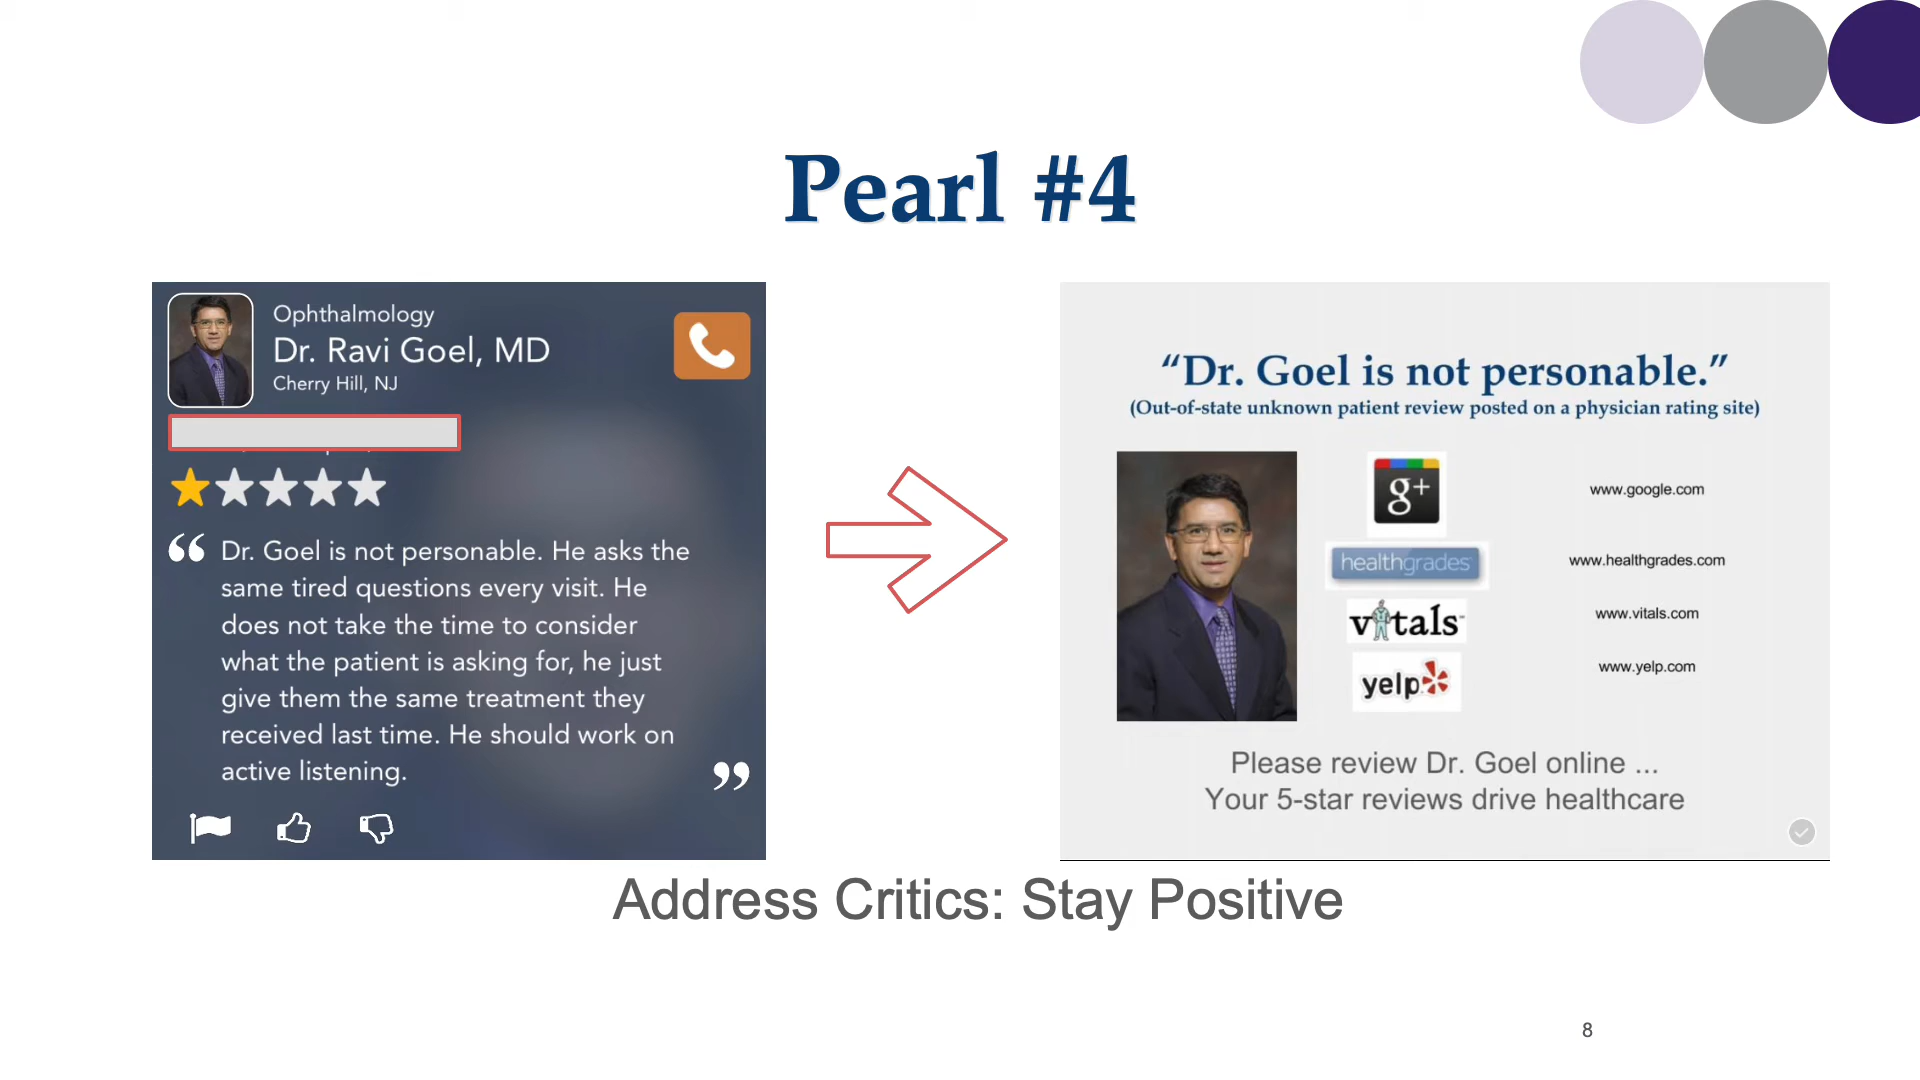 Pearl #4
Ophthalmology
Dr. Ravi Goel, MD
Cherry Hill, NJ
“ Dr. Goel is not personable. He asks the
same tired questions every visit. He
does not take the time to consider
what the patient is asking for, he just
give them the same treatment they
received last time. He should work on
active listening. ”
“Dr. Goel is not personable.”
(Out-of-state unknown patient review posted on a physician rating site)
g+ www.google.com
healthgrades www.healthgrades.com
vitals www.vitals.com
yelp www.yelp.com
Please review Dr. Goel online ...
Your 5-star reviews drive healthcare
Address Critics: Stay Positive
8